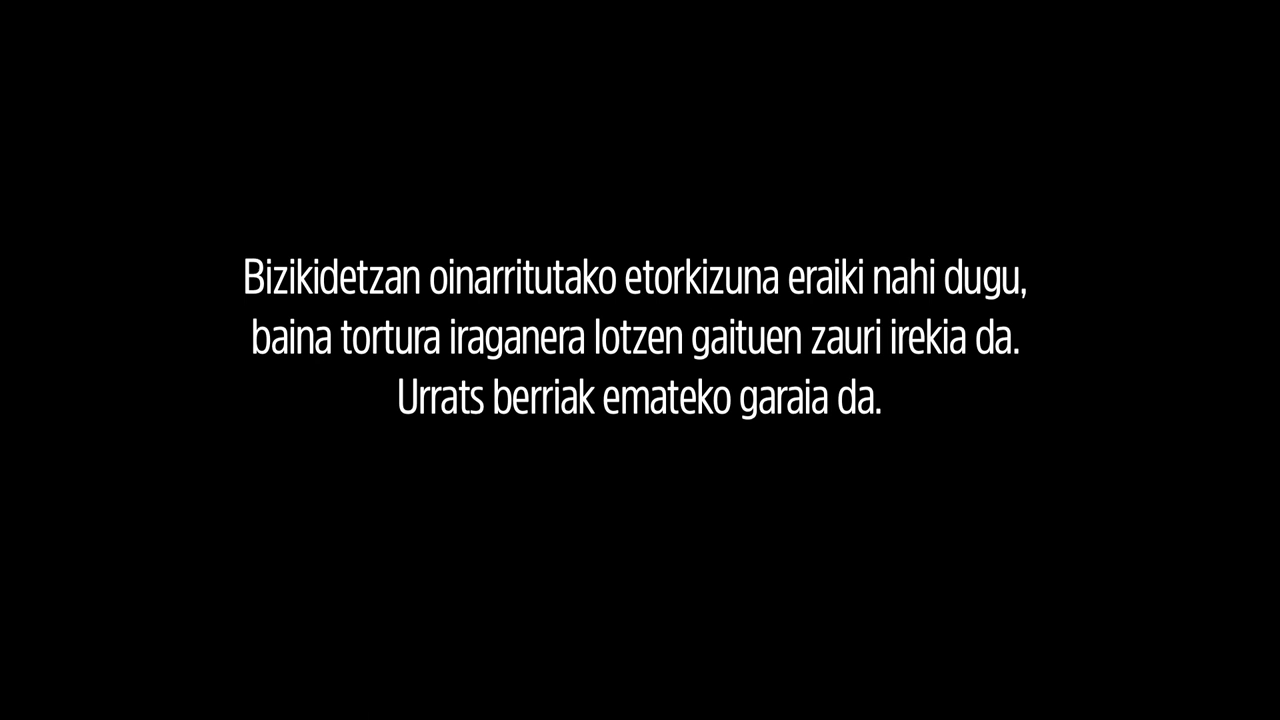 Bizikidetzan oinarritutako etorkizuna eraiki nahi dugu,
baina tortura iraganera lotzen gaituen zauri irekia da.
Urrats berriak emateko garaia da.